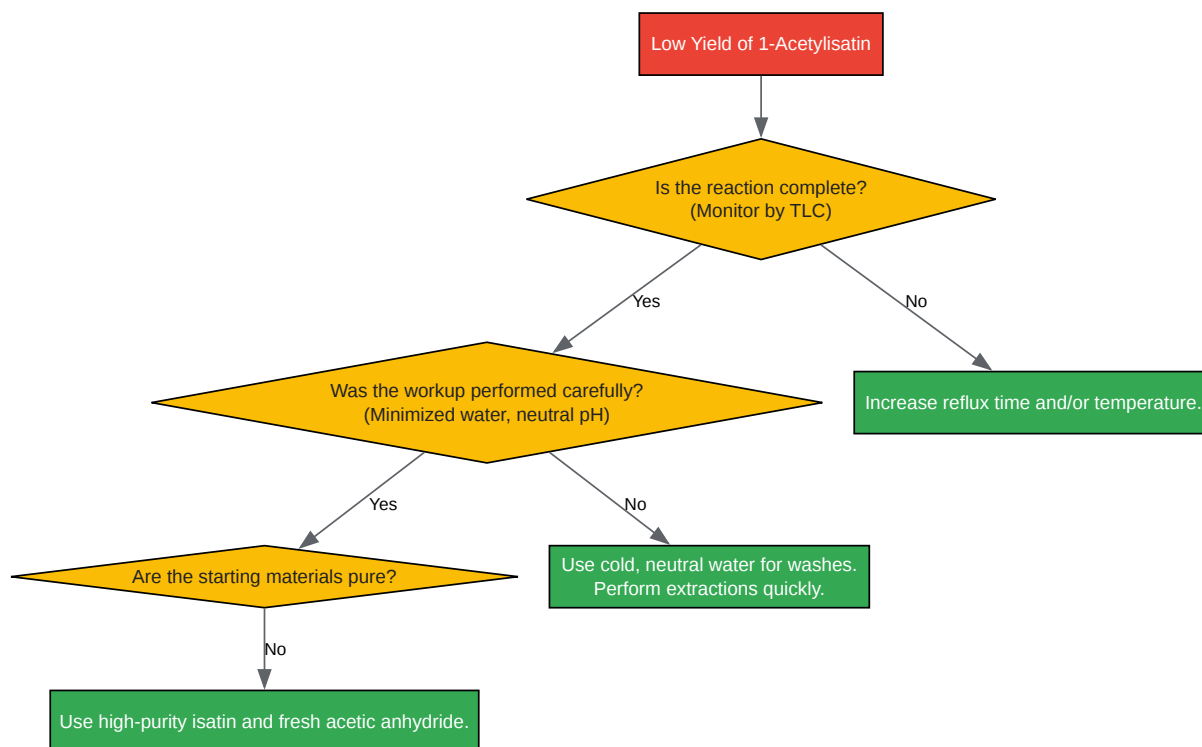 Low Yield of 1-Acetylisatin
Is the reaction complete?
(Monitor by TLC)
Yes
No
Was the workup performed carefully?
(Minimized water, neutral pH)
Increase reflux time and/or temperature.
Yes
No
Are the starting materials pure?
Use cold, neutral water for washes.
Perform extractions quickly.
No
Use high-purity isatin and fresh acetic anhydride.